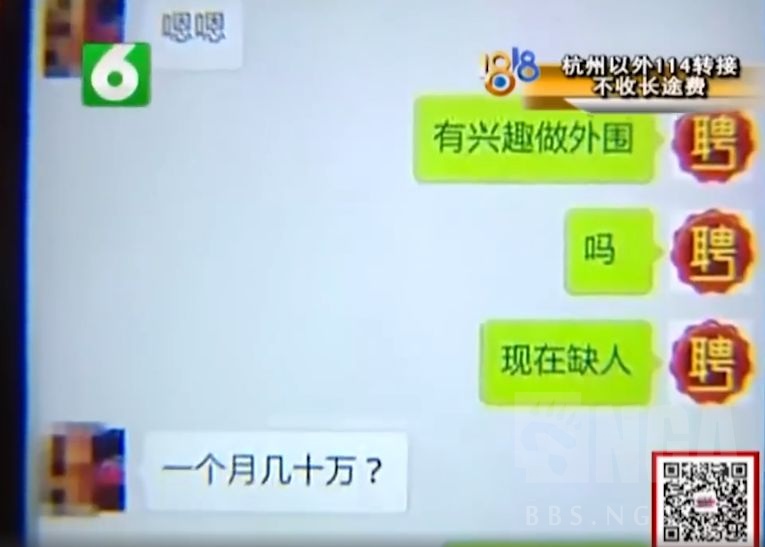 嗯嗯
6
1818
杭州以外114转接
不收长途费
有兴趣做外围
聘
吗
聘
现在缺人
聘
一个月几十万？
NGA
BBS.NG